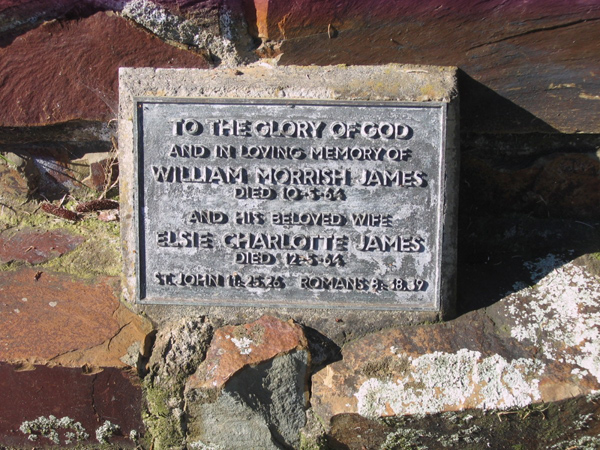 TO THE GLORY OF GOD
AND IN LOVING MEMORY OF
WILLIAM MORRISH JAMES
DIED 10-5-64
AND HIS BELOVED WIFE
ELSIE CHARLOTTE JAMES
DIED 12-5-64
ST. JOHN 11. 25.26 ROMANS 8. 38.39